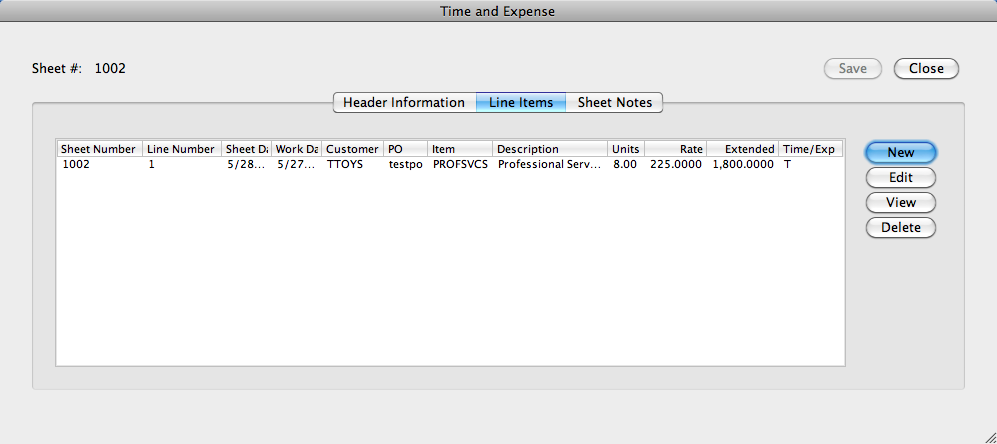 Time and Expense
Sheet #: 1002
Save Close
Header Information Line Items Sheet Notes
Sheet Number Line Number Sheet Da Work Da Customer PO Item Description Units Rate Extended Time/Exp
1002 1 5/28... 5/27... TTOYS testpo PROFSVCS Professional Serv... 8.00 225.0000 1,800.0000 T
New
Edit
View
Delete